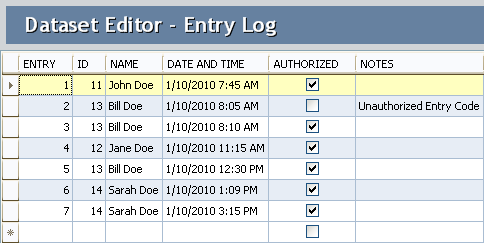 Dataset Editor - Entry Log
ENTRY ID NAME DATE AND TIME AUTHORIZED NOTES
1 11 John Doe 1/10/2010 7:45 AM
2 13 Bill Doe 1/10/2010 8:05 AM Unauthorized Entry Code
3 13 Bill Doe 1/10/2010 8:10 AM
4 12 Jane Doe 1/10/2010 11:15 AM
5 13 Bill Doe 1/10/2010 12:30 PM
6 14 Sarah Doe 1/10/2010 1:09 PM
7 14 Sarah Doe 1/10/2010 3:15 PM